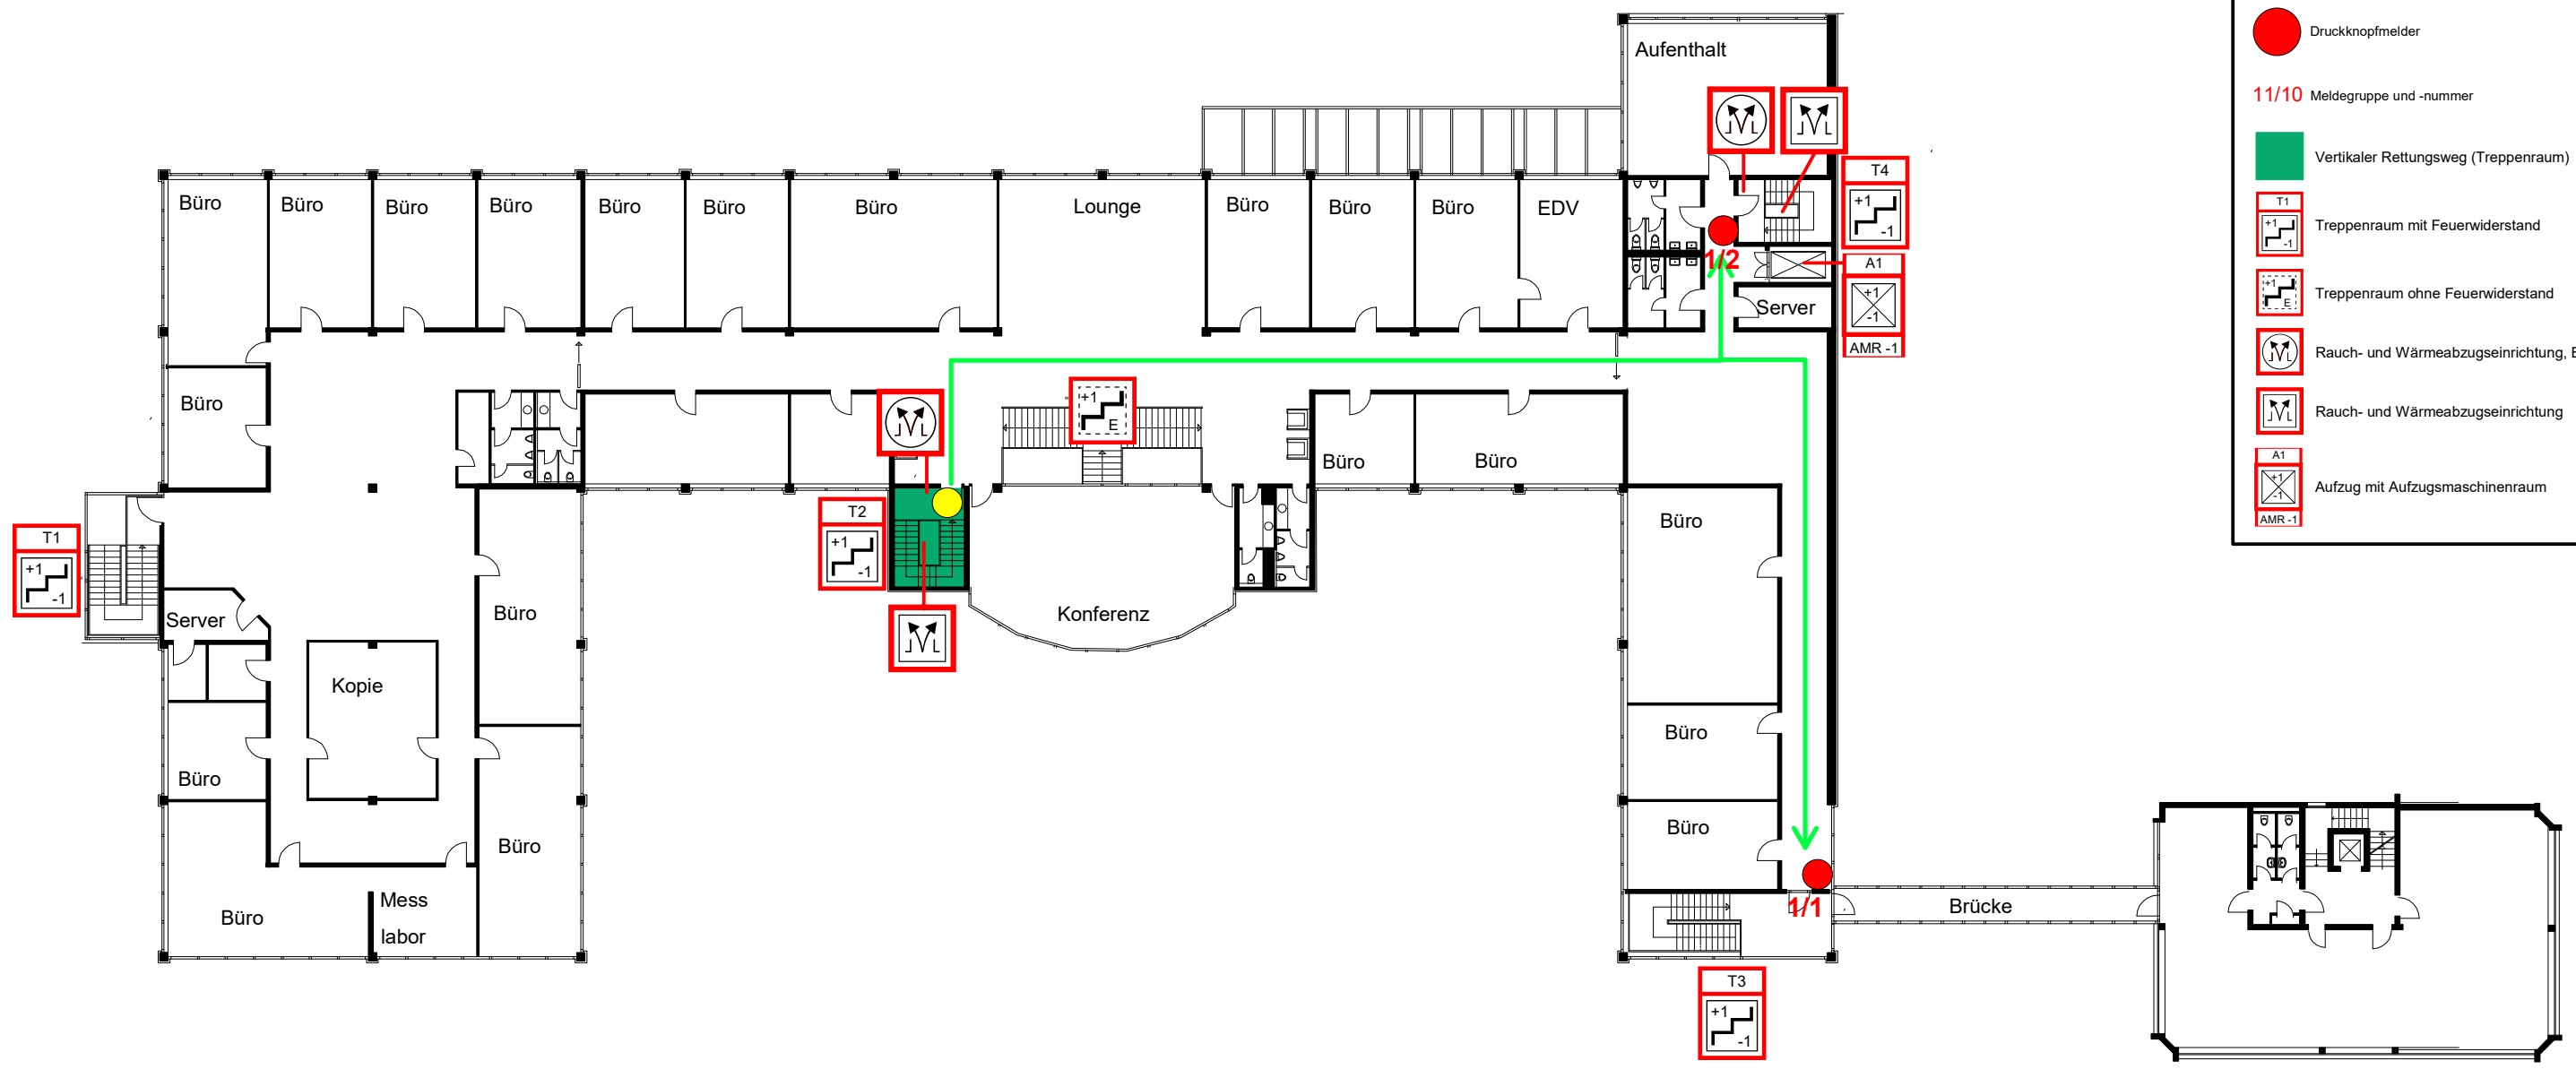 Aufenthalt
Druckknopfmelder
11/10 Meldegruppe und -nummer
Vertikaler Rettungsweg (Treppenraum)
T1
+1
-1
Treppenraum mit Feuerwiderstand
+1
E
Treppenraum ohne Feuerwiderstand
Rauch- und Wärmeabzugseinrichtung,
Rauch- und Wärmeabzugseinrichtung
A1
+1
-1
AMR -1
Aufzug mit Aufzugsmaschinenraum
T4
+1
-1
Büro
Büro
Büro
Büro
Büro
Büro
Büro
Lounge
Büro
Büro
Büro
EDV
1/2
A1
+1
-1
AMR -1
Server
Büro
+1
E
Büro
Büro
T1
+1
-1
T2
+1
-1
Büro
Server
Büro
Konferenz
Kopie
Büro
Büro
Büro
Büro
Büro
Mess
labor
1/1
Brücke
T3
+1
-1